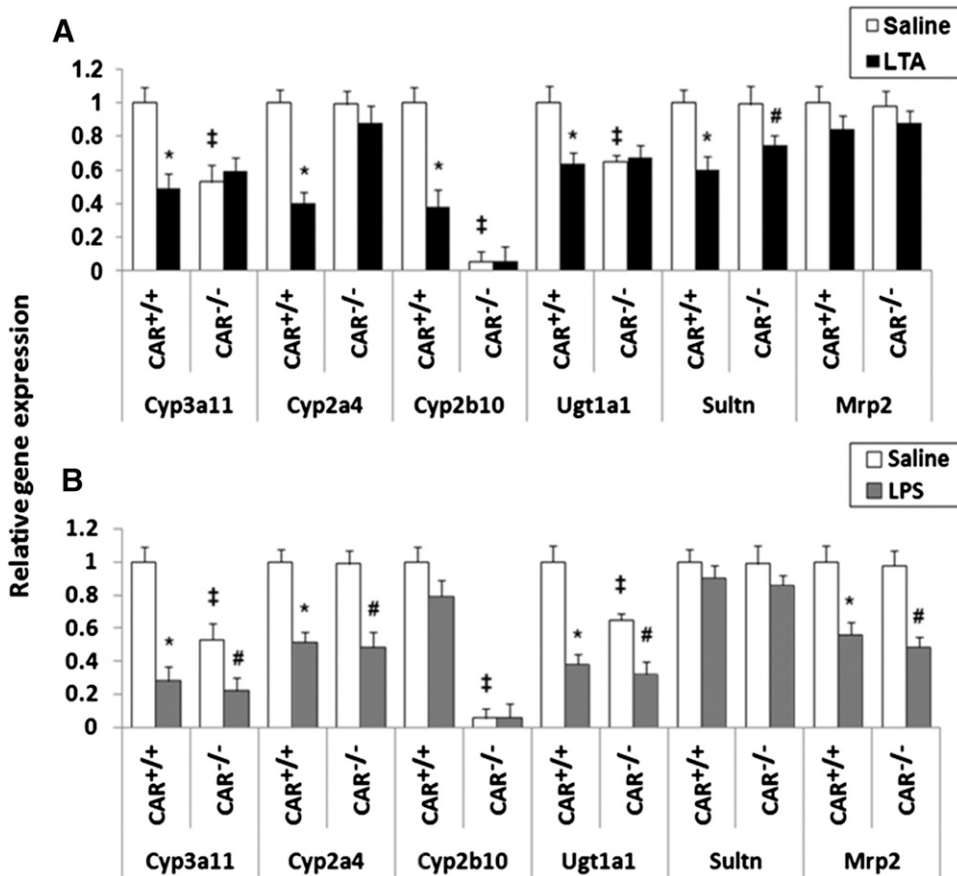 A
Saline
LTA
1.2
1
0.8
0.6
0.4
0.2
0
* ‡ * * ‡ * ‡ * #
CAR+/+ CAR-/- CAR+/+ CAR-/- CAR+/+ CAR-/- CAR+/+ CAR-/- CAR+/+ CAR-/- CAR+/+ CAR-/-
Cyp3a11 Cyp2a4 Cyp2b10 Ugt1a1 Sultn Mrp2
Relative gene expression
B
Saline
LPS
1.2
1
0.8
0.6
0.4
0.2
0
* ‡ # * # ‡ * ‡ # * #
CAR+/+ CAR-/- CAR+/+ CAR-/- CAR+/+ CAR-/- CAR+/+ CAR-/- CAR+/+ CAR-/- CAR+/+ CAR-/-
Cyp3a11 Cyp2a4 Cyp2b10 Ugt1a1 Sultn Mrp2